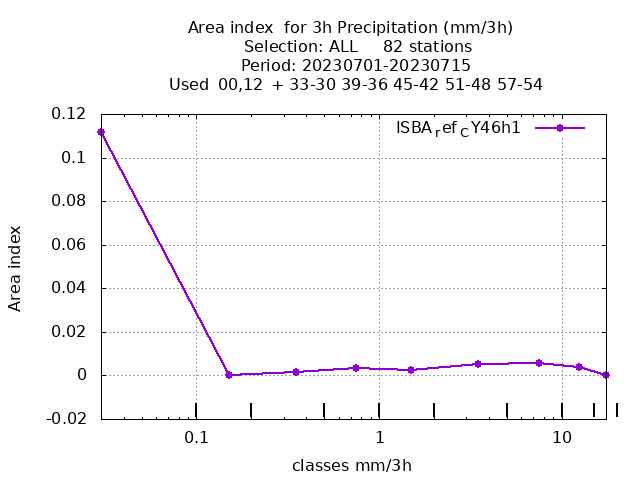 Area index  for 3h Precipitation (mm/3h)
Selection: ALL     82 stations
Period: 20230701-20230715
Used  00,12  + 33-30 39-36 45-42 51-48 57-54
ISBArefCY46h1
0.12
0.1
0.08
0.06
0.04
0.02
0
-0.02
Area index
0.1
1
10
classes mm/3h